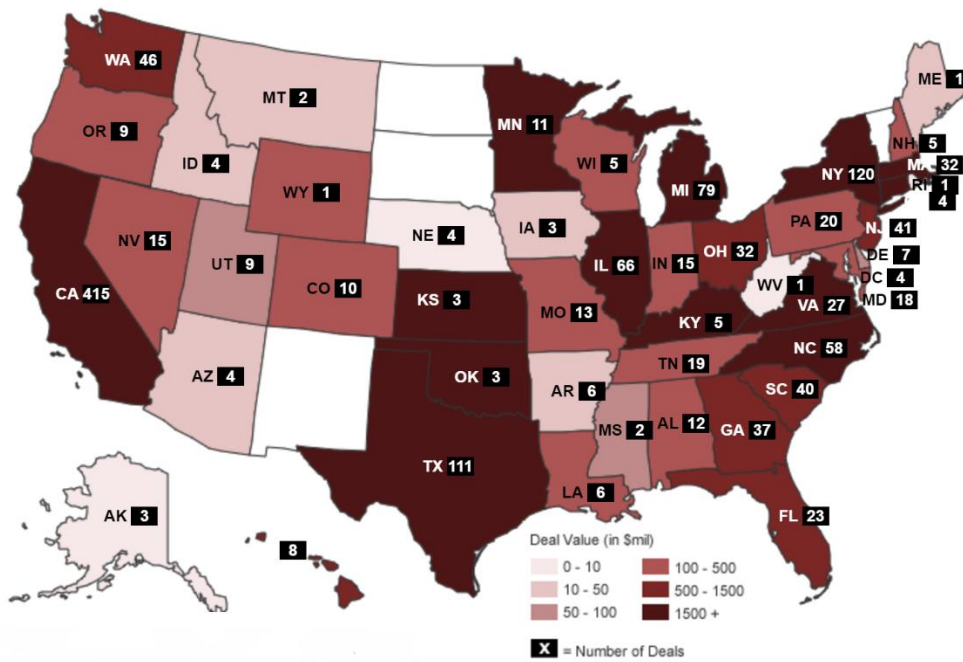 WA 46
ME 1
MT 2
MN 11
OR 9
ID 4
WI 5
NH 5
NY 120
MA 32
WY 1
MI 79
RI 1
4
PA 20
NE 4
IA 3
NJ 41
NV 15
OH 32
UT 9
IL 66
IN 15
DE 7
CO 10
WV 1
DC 4
CA 415
KS 3
MO 13
VA 27
MD 18
KY 5
NC 58
TN 19
AZ 4
OK 3
AR 6
SC 40
MS 2
AL 12
GA 37
TX 111
LA 6
AK 3
FL 23
8
Deal Value (in $mil)
0 - 10
100 - 500
10 - 50
500 - 1500
50 - 100
1500 +
X = Number of Deals